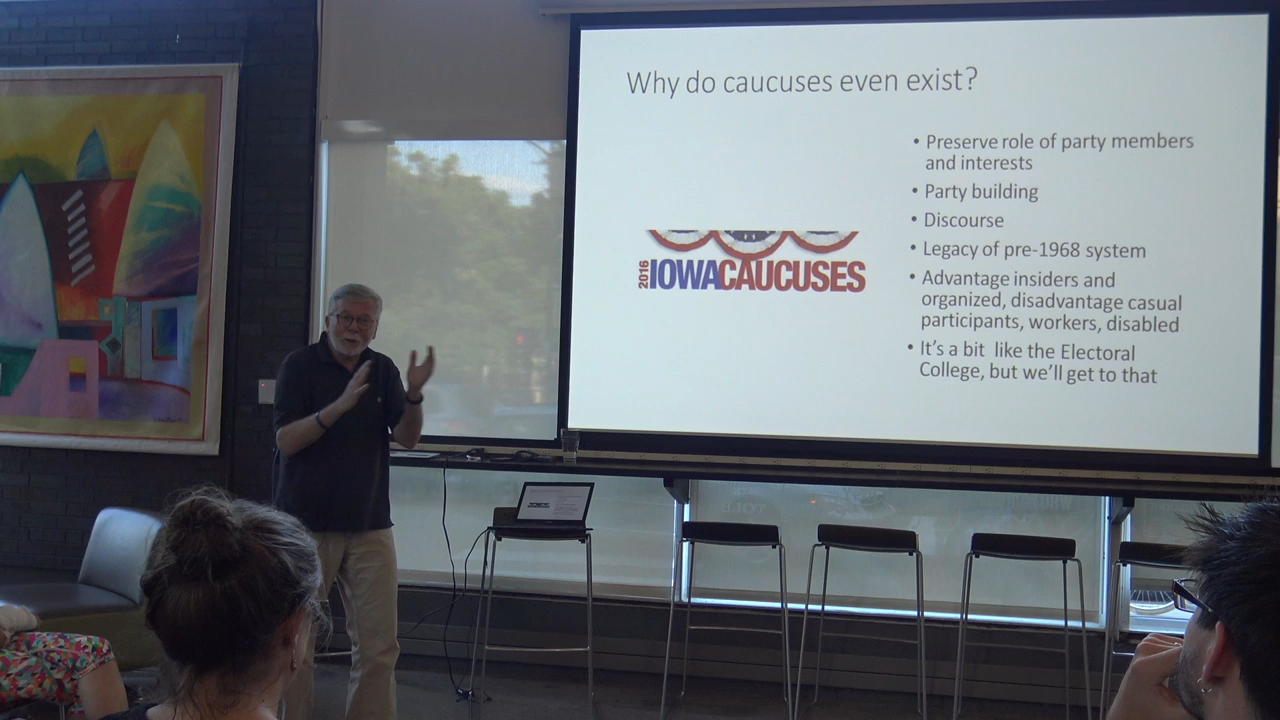 Why do caucuses even exist?
• Preserve role of party members
and interests
• Party building
• Discourse
• Legacy of pre-1968 system
• Advantage insiders and
organized, disadvantage casual
participants, workers, disabled
• It's a bit like the Electoral
College, but we'll get to that
2016 IOWACAUCUSES